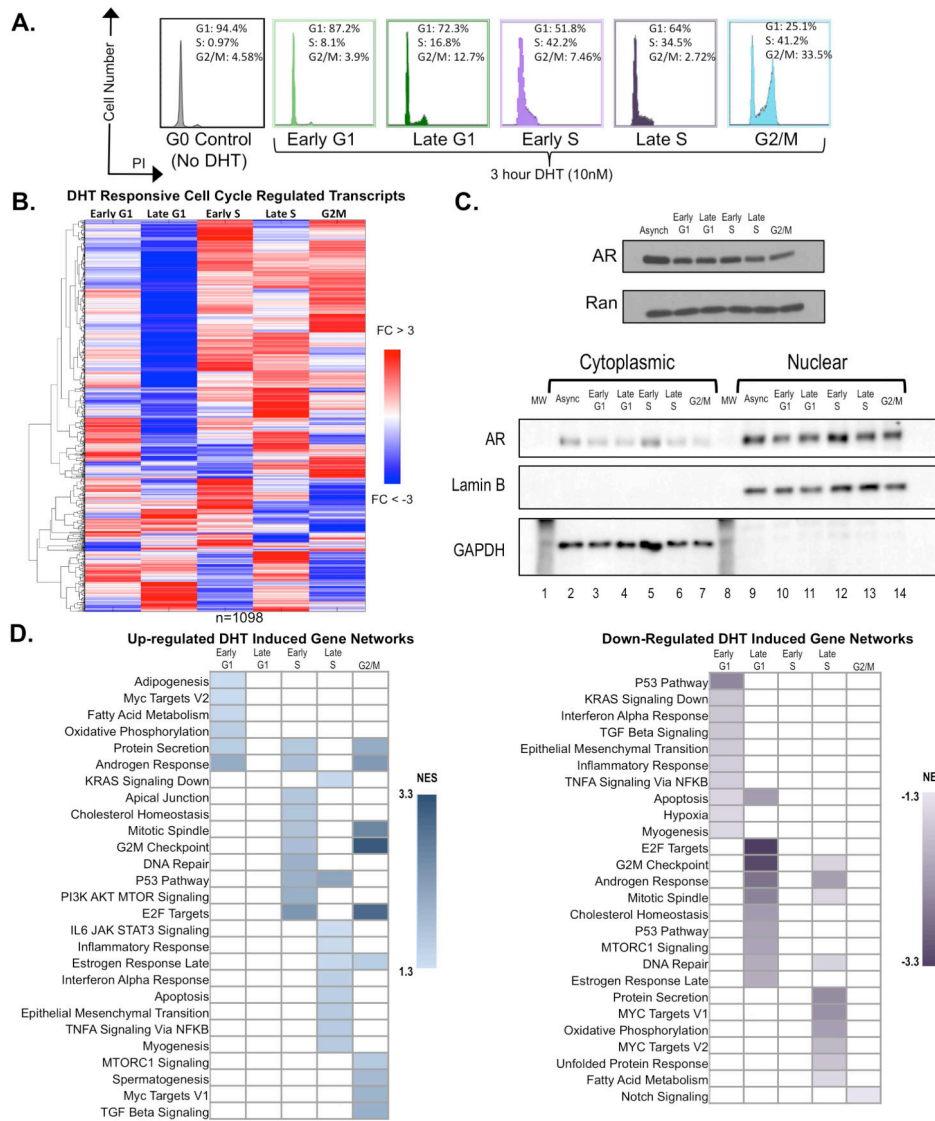 A.
Cell Number
PI
G1: 94.4%
S: 0.97%
G2/M: 4.58%
G0 Control
(No DHT)
G1: 87.2%
S: 8.1%
G2/M: 3.9%
Early G1
G1: 72.3%
S: 16.8%
G2/M: 12.7%
Late G1
G1: 51.8%
S: 42.2%
G2/M: 7.46%
Early S
G1: 64%
S: 34.5%
G2/M: 2.72%
Late S
G1: 25.1%
S: 41.2%
G2/M: 33.5%
G2/M
3 hour DHT (10nM)
B.
DHT Responsive Cell Cycle Regulated Transcripts
Early G1 Late G1 Early S Late S G2M
FC > 3
FC < -3
n=1098
C.
Async Early G1 Late G1 Early S Late S G2/M
AR
Ran
Cytoplasmic Nuclear
MW Async Early G1 Late G1 Early S Late S G2/M MW Async Early G1 Late G1 Early S Late S G2/M
AR
Lamin B
GAPDH
1 2 3 4 5 6 7 8 9 10 11 12 13 14
D.
Up-regulated DHT Induced Gene Networks
Early G1 Late G1 Early S Late S G2/M
Adipogenesis
Myc Targets V2
Fatty Acid Metabolism
Oxidative Phosphorylation
Protein Secretion
Androgen Response
KRAS Signaling Down
Apical Junction
Cholesterol Homeostasis
Mitotic Spindle
G2M Checkpoint
DNA Repair
P53 Pathway
PI3K AKT MTOR Signaling
E2F Targets
IL6 JAK STAT3 Signaling
Inflammatory Response
Estrogen Response Late
Interferon Alpha Response
Apoptosis
Epithelial Mesenchymal Transition
TNFA Signaling Via NFKB
Myogenesis
MTORC1 Signaling
Spermatogenesis
Myc Targets V1
TGF Beta Signaling
NES
3.3
1.3
Down-Regulated DHT Induced Gene Networks
Early G1 Late G1 Early S Late S G2/M
P53 Pathway
KRAS Signaling Down
Interferon Alpha Response
TGF Beta Signaling
Epithelial Mesenchymal Transition
Inflammatory Response
TNFA Signaling Via NFKB
Apoptosis
Hypoxia
Myogenesis
E2F Targets
G2M Checkpoint
Androgen Response
Mitotic Spindle
Cholesterol Homeostasis
P53 Pathway
MTORC1 Signaling
DNA Repair
Estrogen Response Late
Protein Secretion
MYC Targets V1
Oxidative Phosphorylation
MYC Targets V2
Unfolded Protein Response
Fatty Acid Metabolism
Notch Signaling
NE
-1.3
-3.3